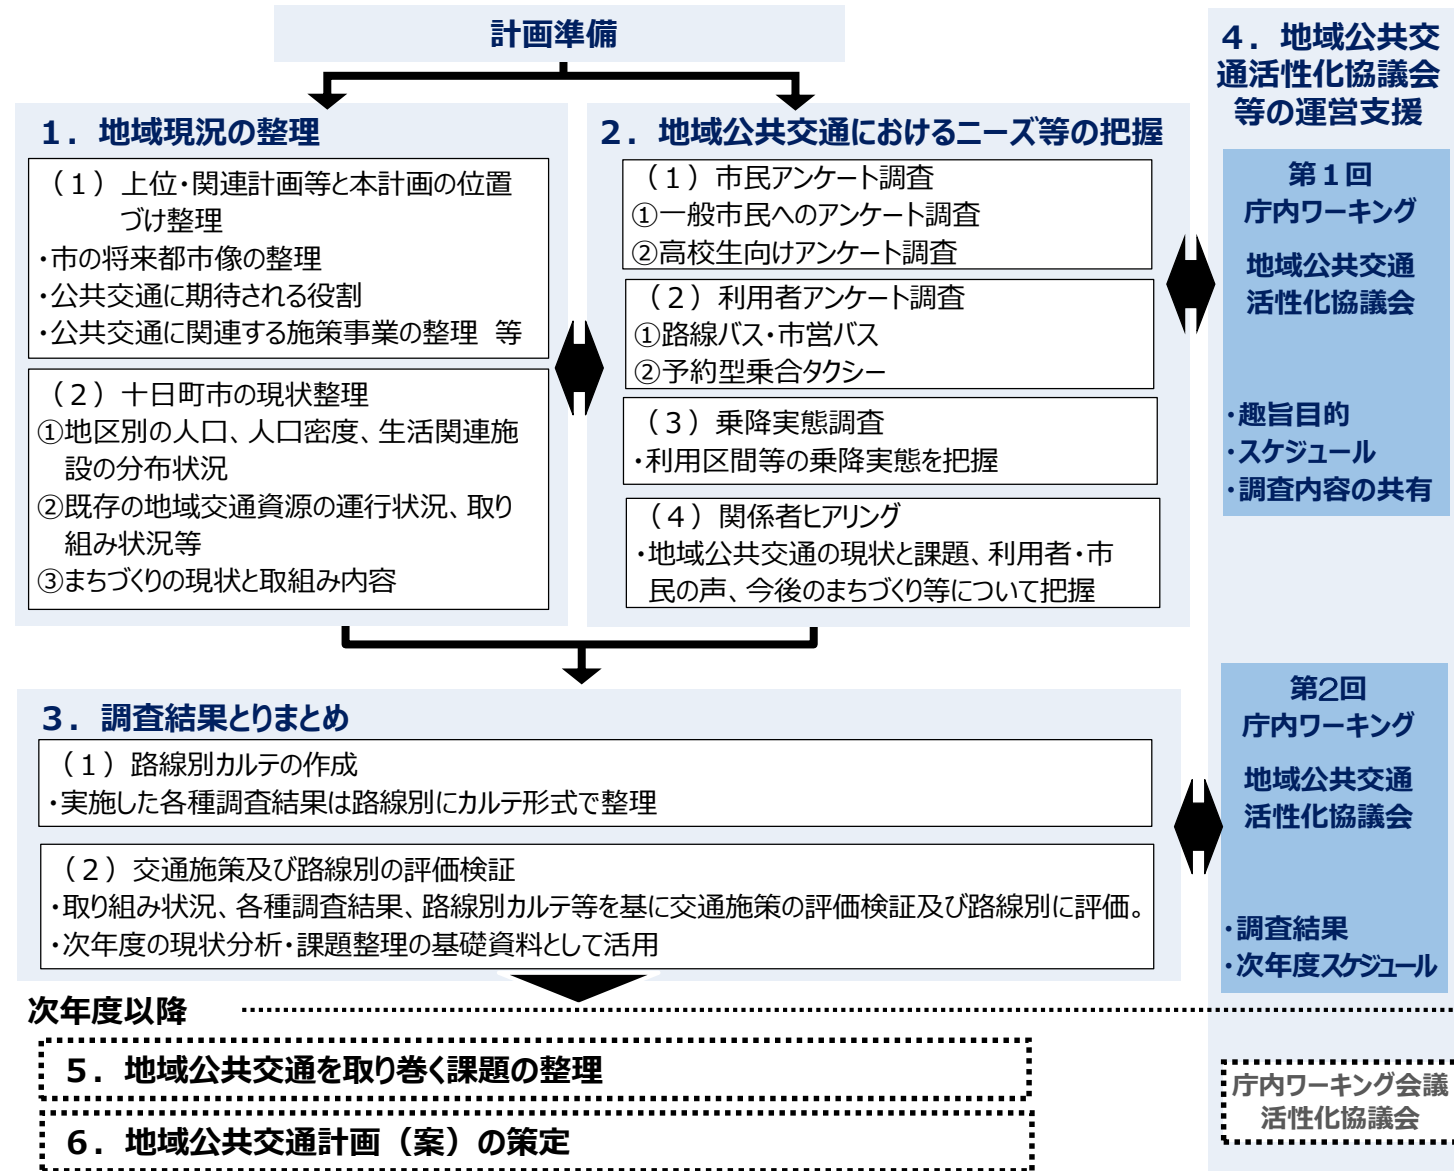 計画準備
1．地域現況の整理
（1）上位・関連計画等と本計画の位置
づけ整理
・市の将来都市像の整理
・公共交通に期待される役割
・公共交通に関連する施策事業の整理 等
（2）十日町市の現状整理
①地区別の人口、人口密度、生活関連施
設の分布状況
②既存の地域交通資源の運行状況、取り
組み状況等
③まちづくりの現状と取組み内容
2．地域公共交通におけるニーズ等の把握
（1）市民アンケート調査
①一般市民へのアンケート調査
②高校生向けアンケート調査
（2）利用者アンケート調査
①路線バス・市営バス
②予約型乗合タクシー
（3）乗降実態調査
・利用区間等の乗降実態を把握
（4）関係者ヒアリング
・地域公共交通の現状と課題、利用者・市
民の声、今後のまちづくり等について把握
3．調査結果とりまとめ
（1）路線別カルテの作成
・実施した各種調査結果は路線別にカルテ形式で整理
（2）交通施策及び路線別の評価検証
・取り組み状況、各種調査結果、路線別カルテ等を基に交通施策の評価検証及び路線別に評価。
・次年度の現状分析・課題整理の基礎資料として活用
4．地域公共交
通活性化協議会
等の運営支援
第1回
庁内ワーキング
地域公共交通
活性化協議会
・趣旨目的
・スケジュール
・調査内容の共有
第2回
庁内ワーキング
地域公共交通
活性化協議会
・調査結果
・次年度スケジュール
次年度以降
5．地域公共交通を取り巻く課題の整理
6．地域公共交通計画（案）の策定
庁内ワーキング会議
活性化協議会